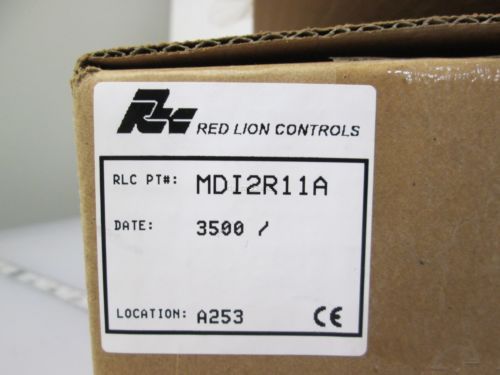 RLC RED LION CONTROLS
RLC PT#: MDI2R11A
DATE: 3500 /
LOCATION: A253 CE